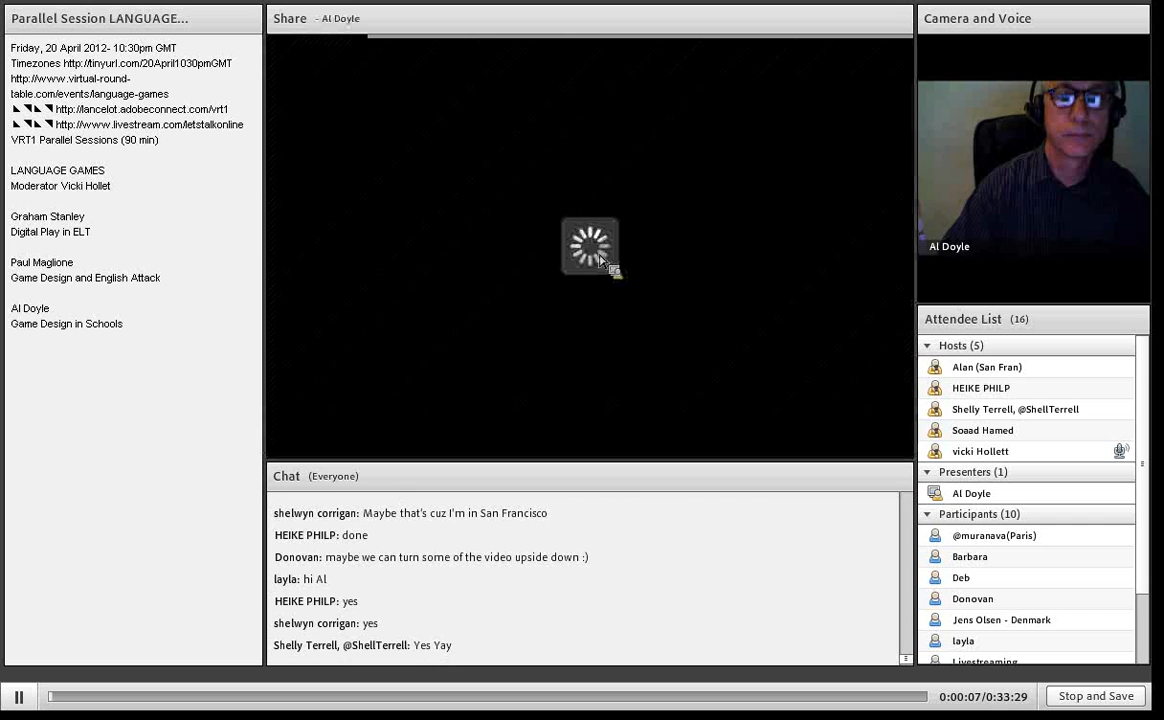 Parallel Session LANGUAGE...
Friday, 20 April 2012- 10:30pm GMT
Timezones http://tinyurl.com/20April1030pmGMT
http://www.virtual-round-
table.com/events/language-games
http://lancelot.adobeconnect.com/vrt1
http://www.livestream.com/letstalkonline
VRT1 Parallel Sessions (90 min)
LANGUAGE GAMES
Moderator Vicki Hollet
Graham Stanley
Digital Play in ELT
Paul Maglione
Game Design and English Attack
Al Doyle
Game Design in Schools
Share - Al Doyle
Chat (Everyone)
shelwyn corrigan: Maybe that's cuz I'm in San Francisco
HEIKE PHILP: done
Donovan: maybe we can turn some of the video upside down :)
layla: hi Al
HEIKE PHILP: yes
shelwyn corrigan: yes
Shelly Terrell, @ShellTerrell: Yes Yay
Camera and Voice
Al Doyle
Attendee List (16)
Hosts (5)
Alan (San Fran)
HEIKE PHILP
Shelly Terrell, @ShellTerrell
Soaad Hamed
vicki Hollett
Presenters (1)
Al Doyle
Participants (10)
@muranava(Paris)
Barbara
Deb
Donovan
Jens Olsen - Denmark
layla
Livestreaming
0:00:07/0:33:29
Stop and Save